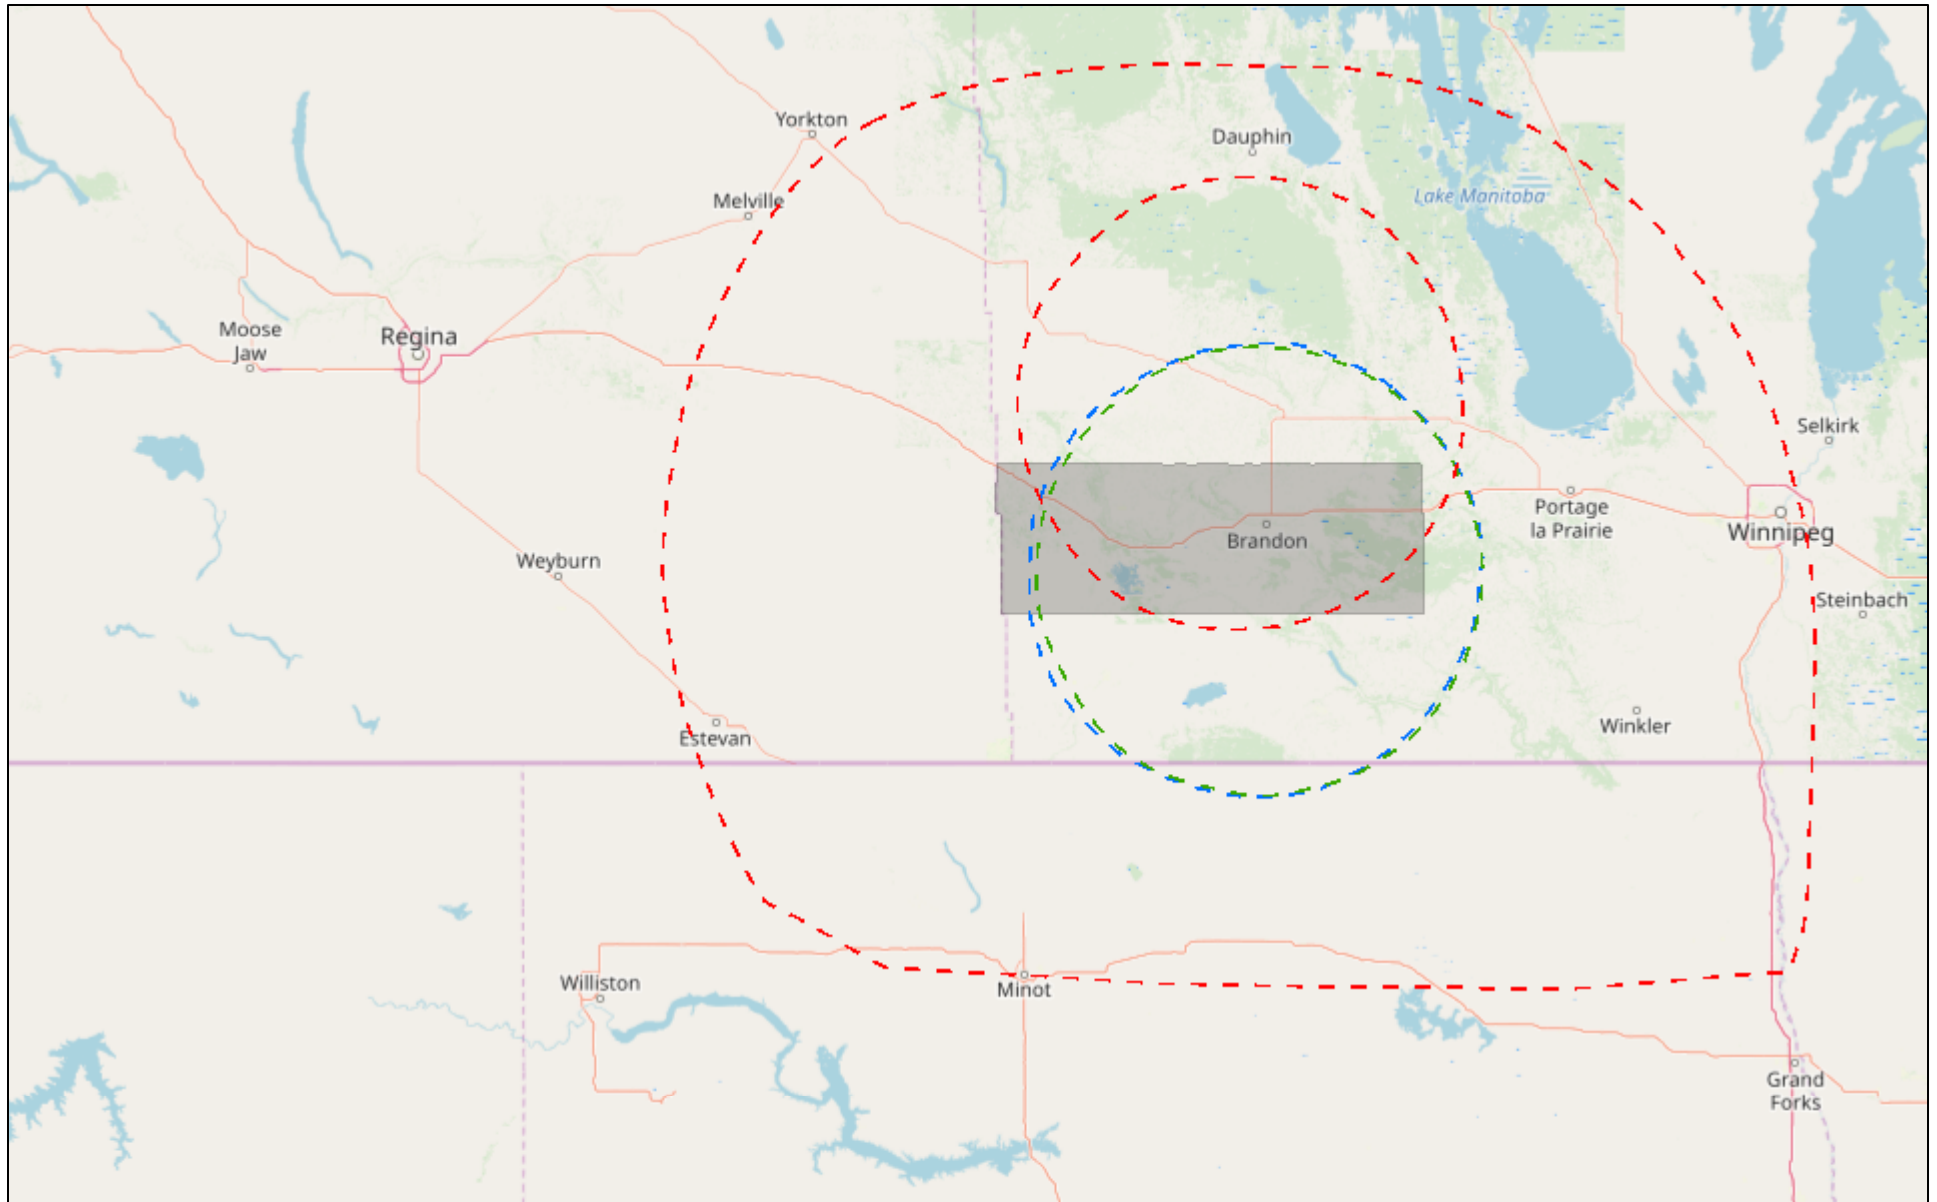 Yorkton
Dauphin
Melville
Lake Manitoba
Moose
Jaw
Regina
Selkirk
Portage
la Prairie
Brandon
Winnipeg
Weyburn
Steinbach
Winkler
Estevan
Williston
Minot
Grand
Forks